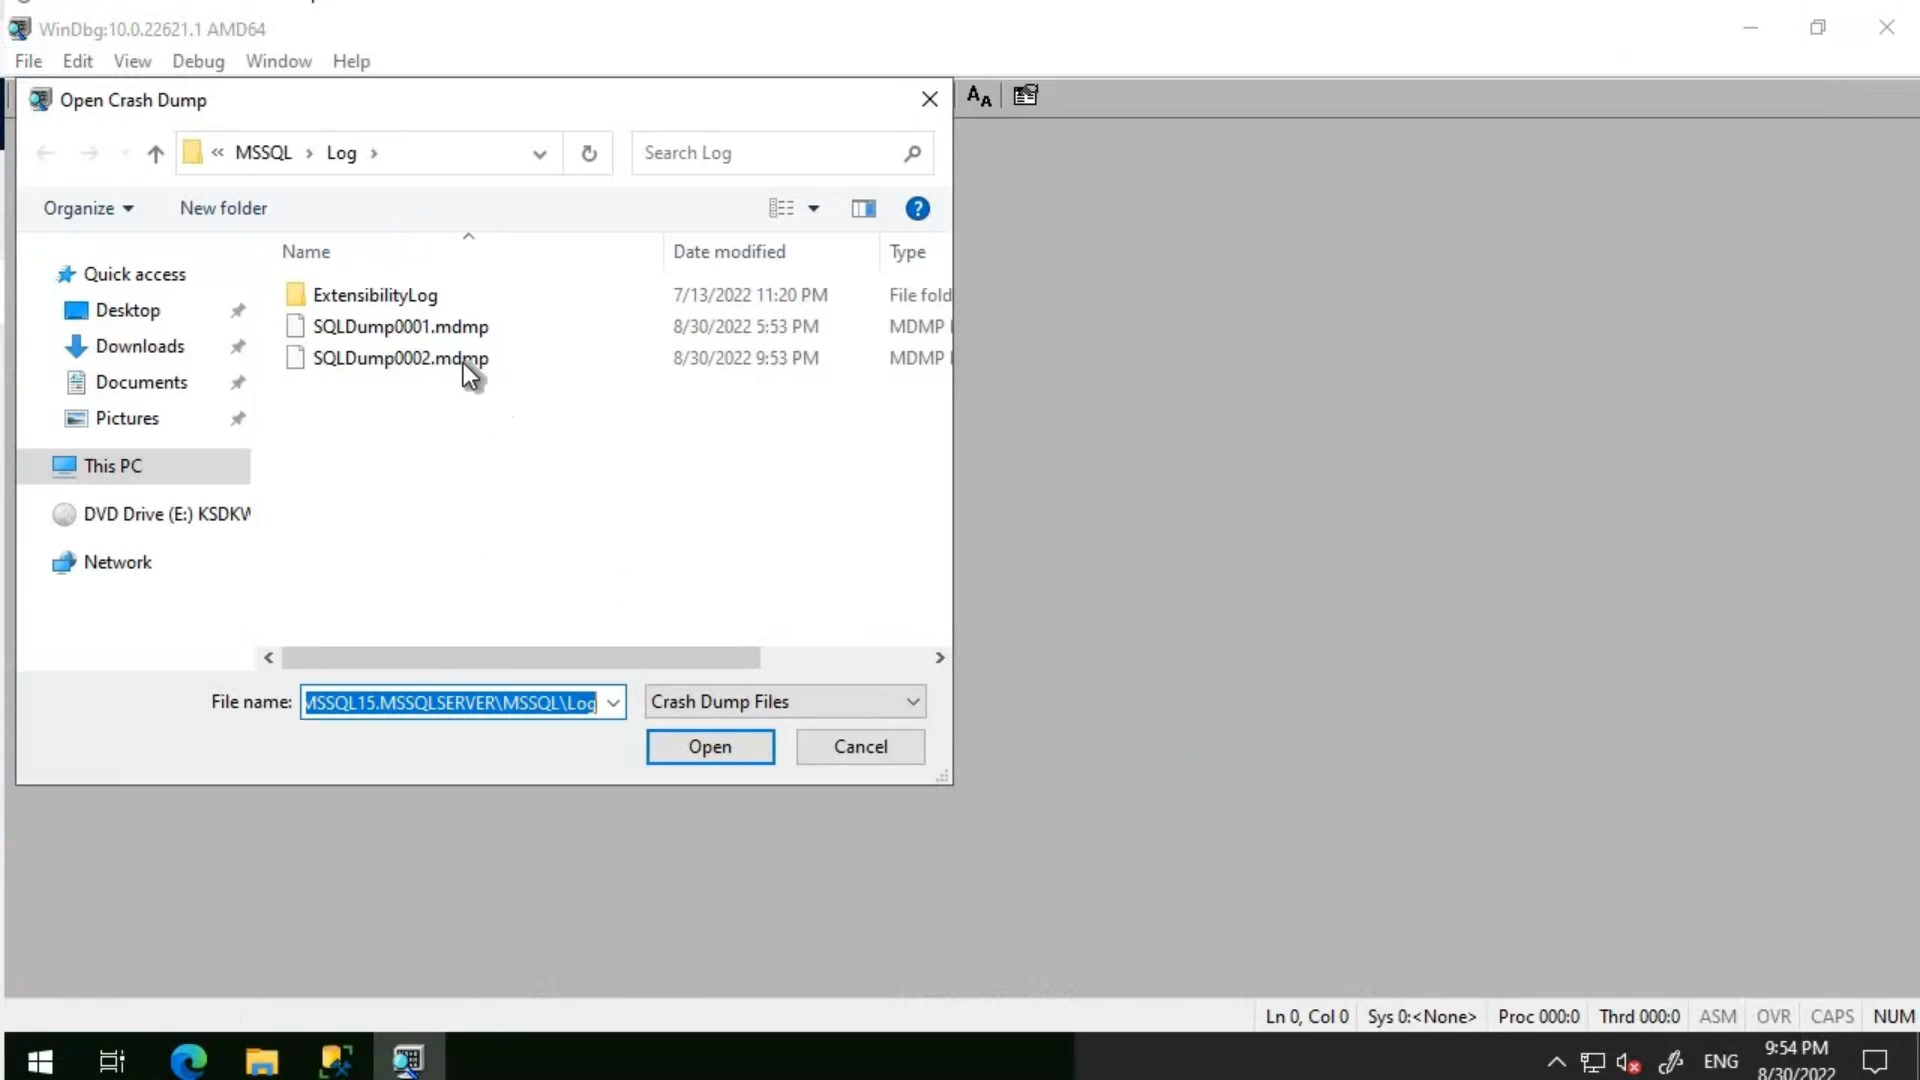 WinDbg:10.0.22621.1 AMD64
File Edit View Debug Window Help
Open Crash Dump
« MSSQL › Log ›
Search Log
Organize
New folder
Name
Date modified
Type
Quick access
Desktop
Downloads
Documents
Pictures
This PC
DVD Drive (E:) KSDKW
Network
ExtensibilityLog 7/13/2022 11:20 PM File fold
SQLDump0001.mdmp 8/30/2022 5:53 PM MDMP
SQLDump0002.mdmp 8/30/2022 9:53 PM MDMP
File name: MSSQL15.MSSQLSERVER\MSSQL\Log
Crash Dump Files
Open Cancel
Ln 0, Col 0 Sys 0:<None> Proc 000:0 Thrd 000:0 ASM OVR CAPS NUM
ENG
9:54 PM
8/30/2022